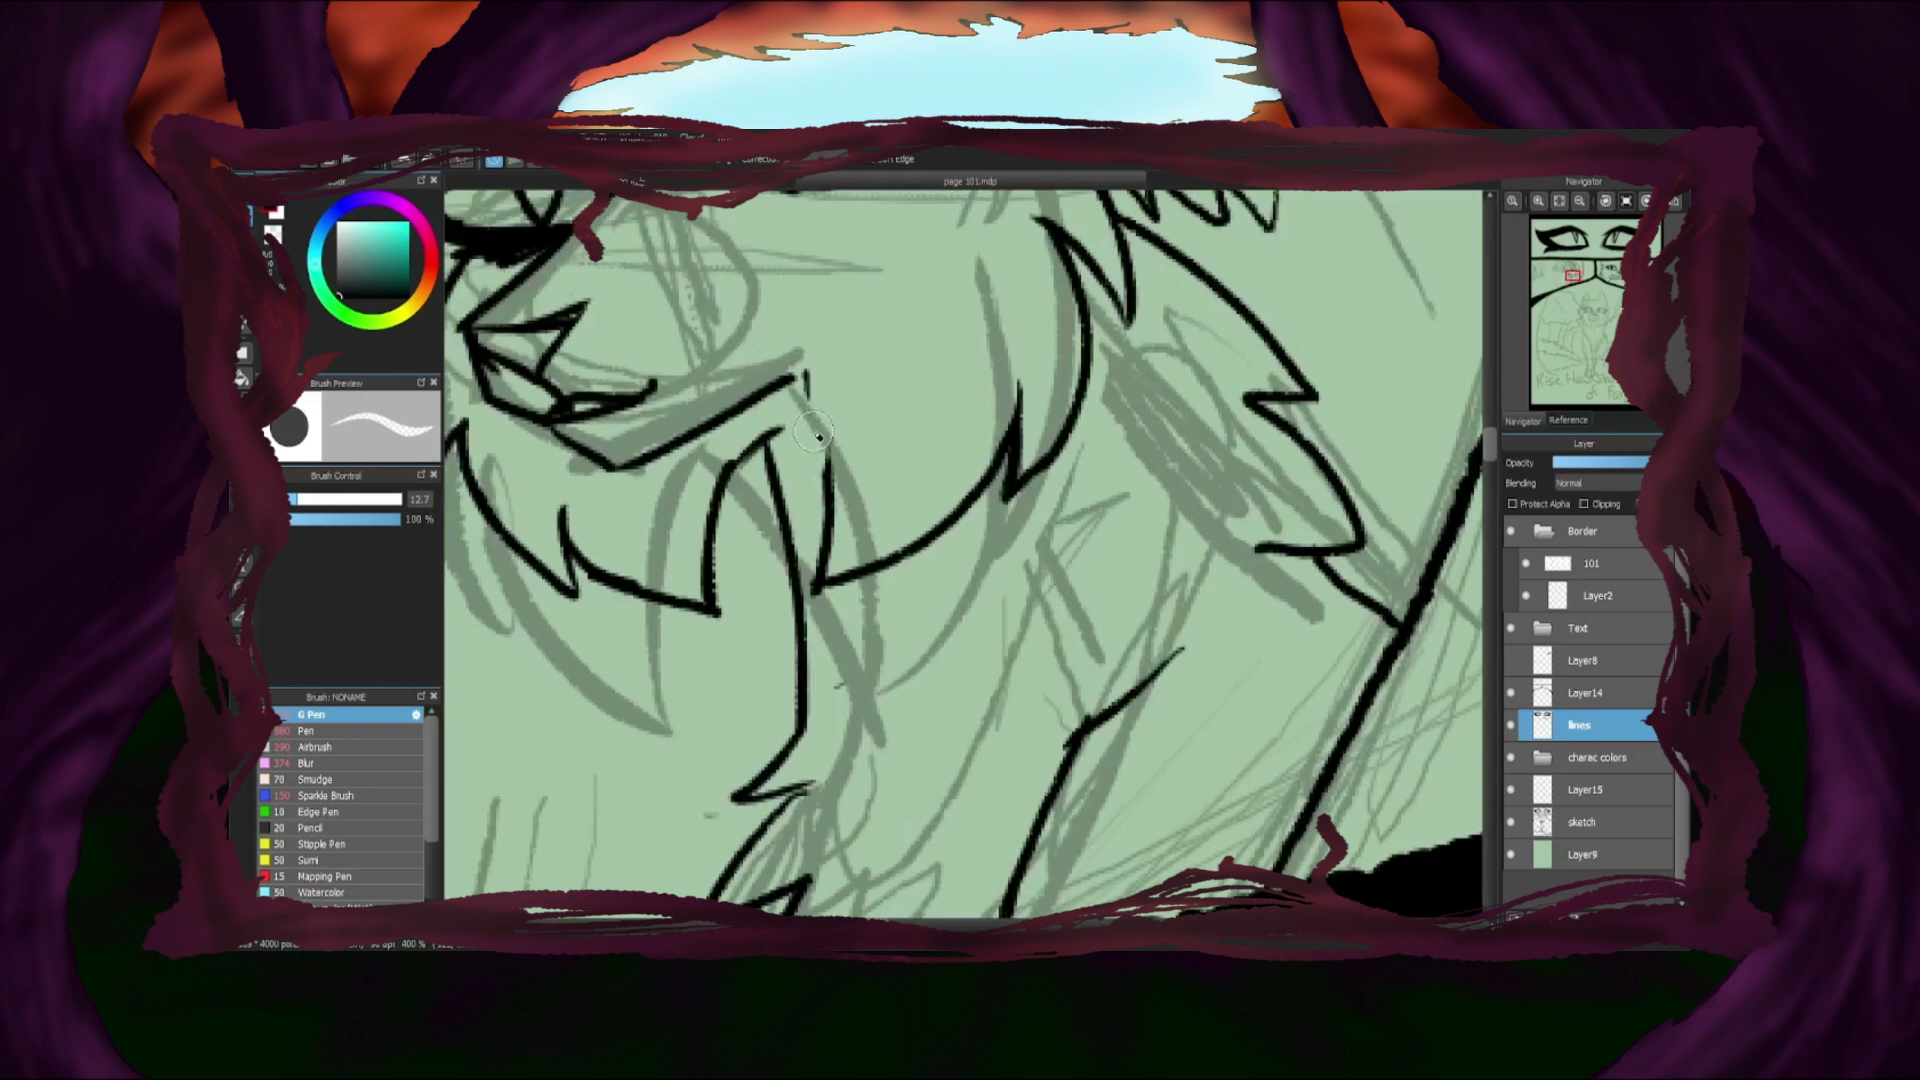 page 101.mdp
Navigator
Brush Preview
Brush Control
12.7
100 %
Brush: NONAME
G Pen
Pen
290 Airbrush
374 Blur
70 Smudge
150 Sparkle Brush
10 Edge Pen
20 Pencil
50 Stipple Pen
50 Sumi
15 Mapping Pen
50 Watercolor
400 %
Navigator
Reference
Layer
Opacity
Blending
Normal
Protect Alpha
Clipping
Border
101
Layer2
Text
Layer8
Layer14
lines
charac colors
Layer15
sketch
Layer9